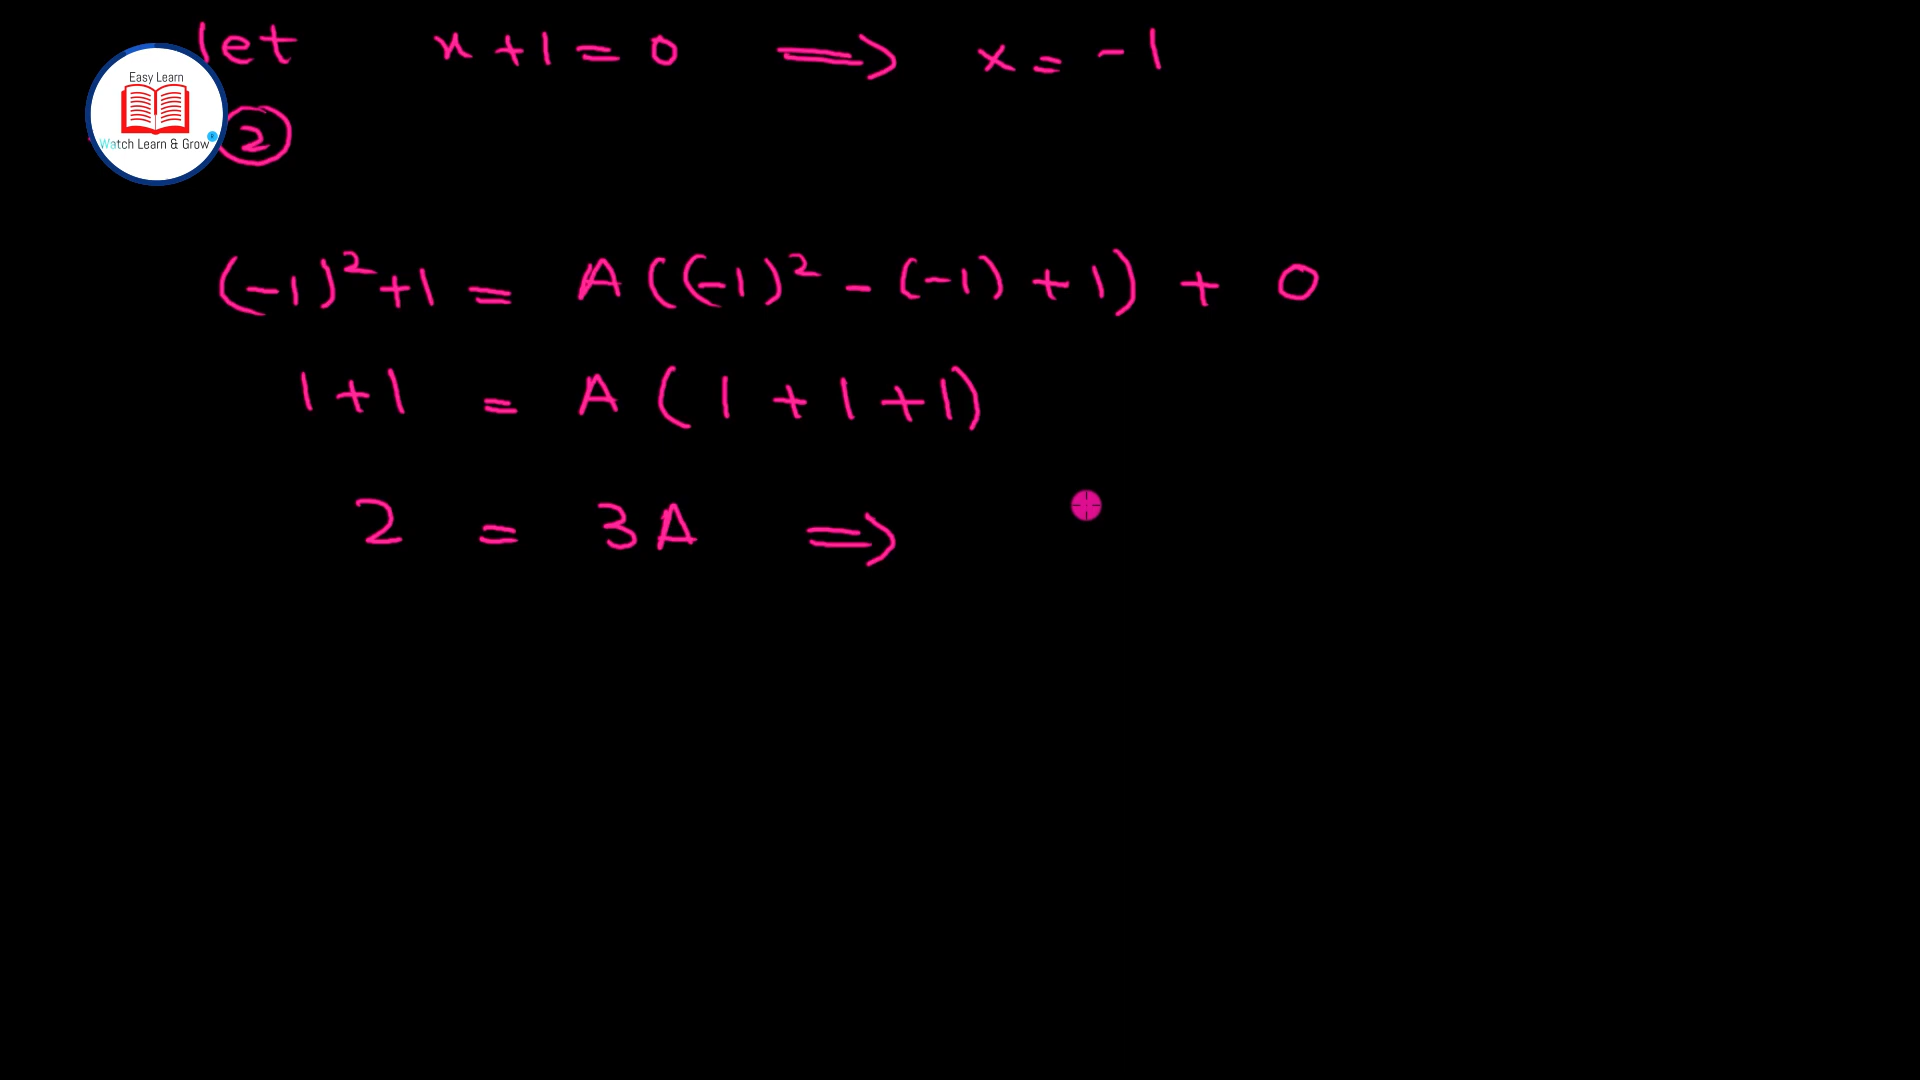 let x+1=0 ⟹ x = -1
Easy Learn
Watch Learn & Grow
②
(-1)²+1 = A((-1)² - (-1) + 1) + 0
1+1 = A (1 + 1 + 1)
2 = 3A ⟹